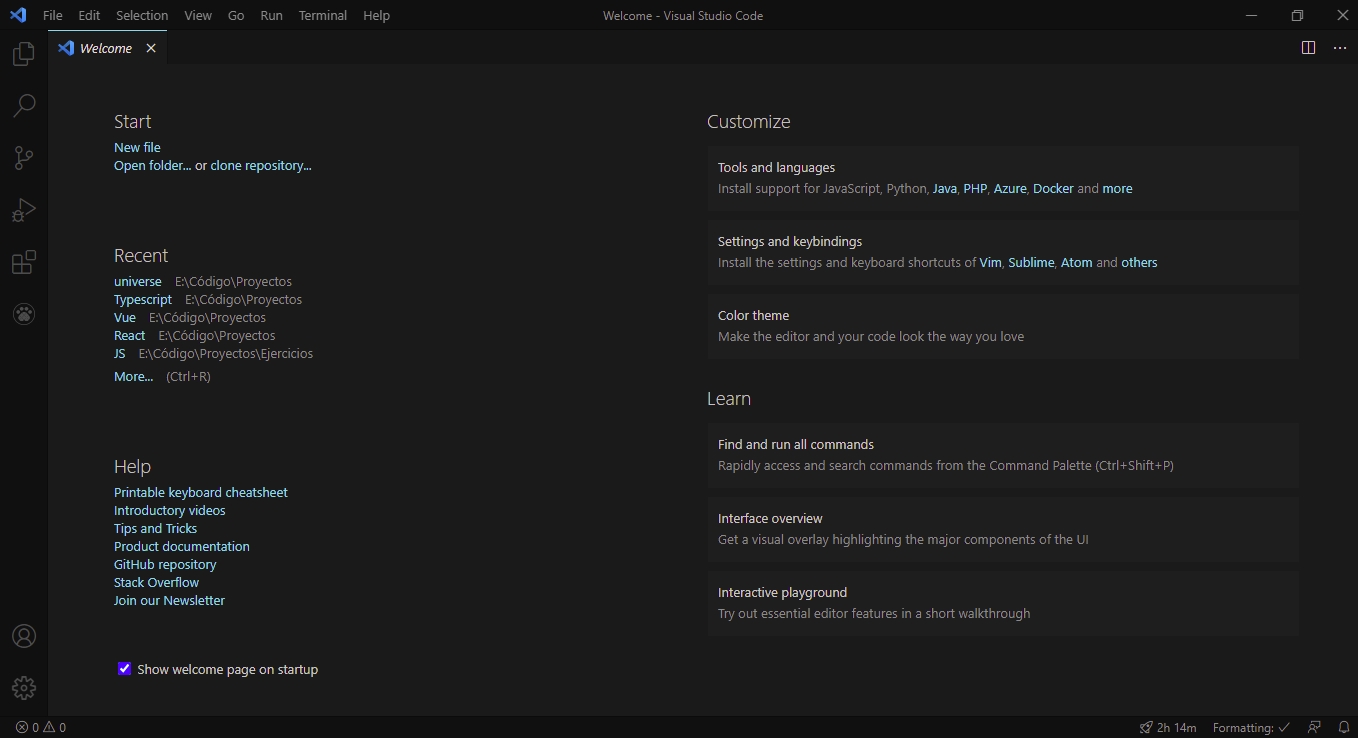 File Edit Selection View Go Run Terminal Help
Welcome - Visual Studio Code
Welcome
Start
New file
Open folder... or clone repository...
Recent
universe E:\Código\Proyectos
Typescript E:\Código\Proyectos
Vue E:\Código\Proyectos
React E:\Código\Proyectos
JS E:\Código\Proyectos\Ejercicios
More... (Ctrl+R)
Help
Printable keyboard cheatsheet
Introductory videos
Tips and Tricks
Product documentation
GitHub repository
Stack Overflow
Join our Newsletter
Show welcome page on startup
Customize
Tools and languages
Install support for JavaScript, Python, Java, PHP, Azure, Docker and more
Settings and keybindings
Install the settings and keyboard shortcuts of Vim, Sublime, Atom and others
Color theme
Make the editor and your code look the way you love
Learn
Find and run all commands
Rapidly access and search commands from the Command Palette (Ctrl+Shift+P)
Interface overview
Get a visual overlay highlighting the major components of the UI
Interactive playground
Try out essential editor features in a short walkthrough
0 0
2h 14m
Formatting: